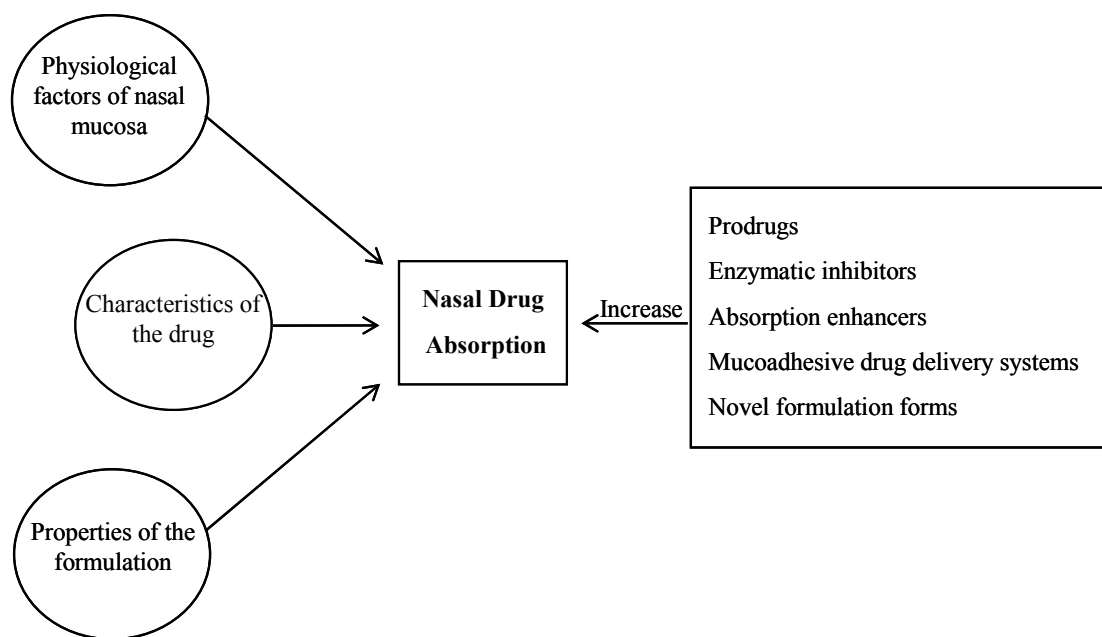 Physiological
factors of nasal
mucosa
Characteristics of
the drug
Properties of the
formulation
Nasal Drug
Absorption
Increase
Prodrugs
Enzymatic inhibitors
Absorption enhancers
Mucoadhesive drug delivery systems
Novel formulation forms